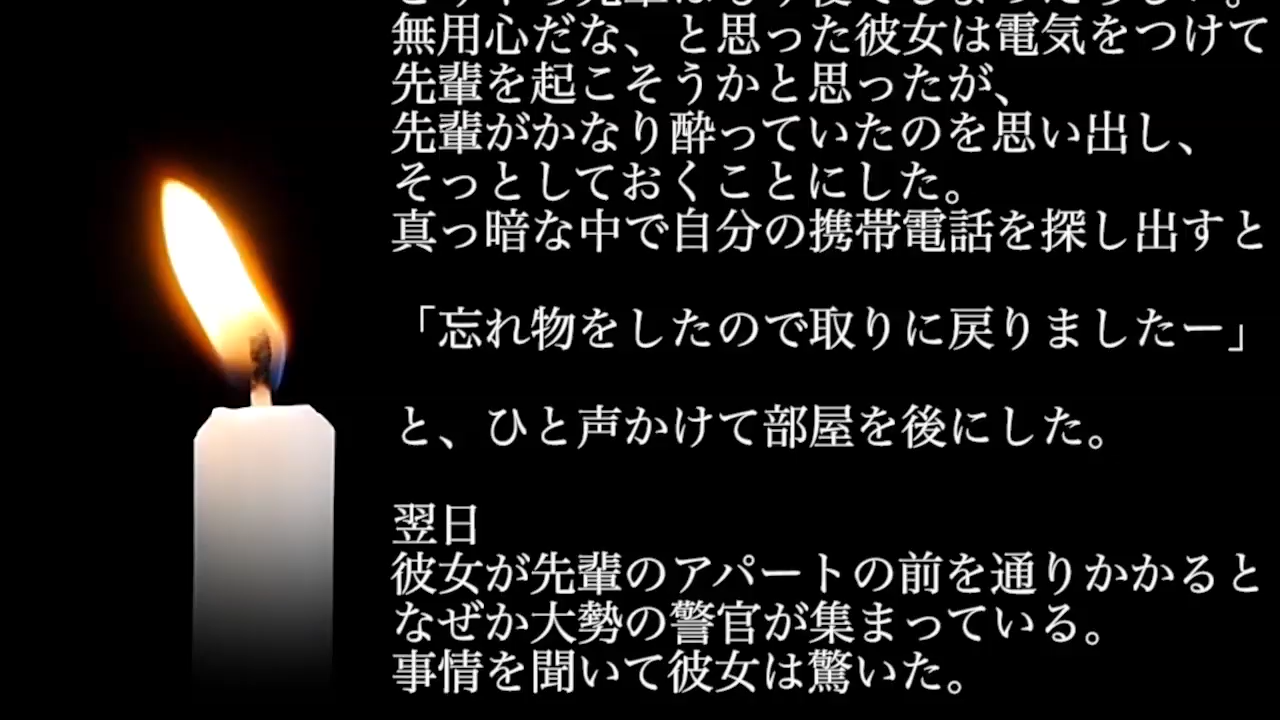 無用心だな、と思った彼女は電気をつけて
先輩を起こそうかと思ったが、
先輩がかなり酔っていたのを思い出し、
そっとしておくことにした。
真っ暗な中で自分の携帯電話を探し出すと
「忘れ物をしたので取りに戻りましたー」
と、ひと声かけて部屋を後にした。
翌日
彼女が先輩のアパートの前を通りかかると
なぜか大勢の警官が集まっている。
事情を聞いて彼女は驚いた。